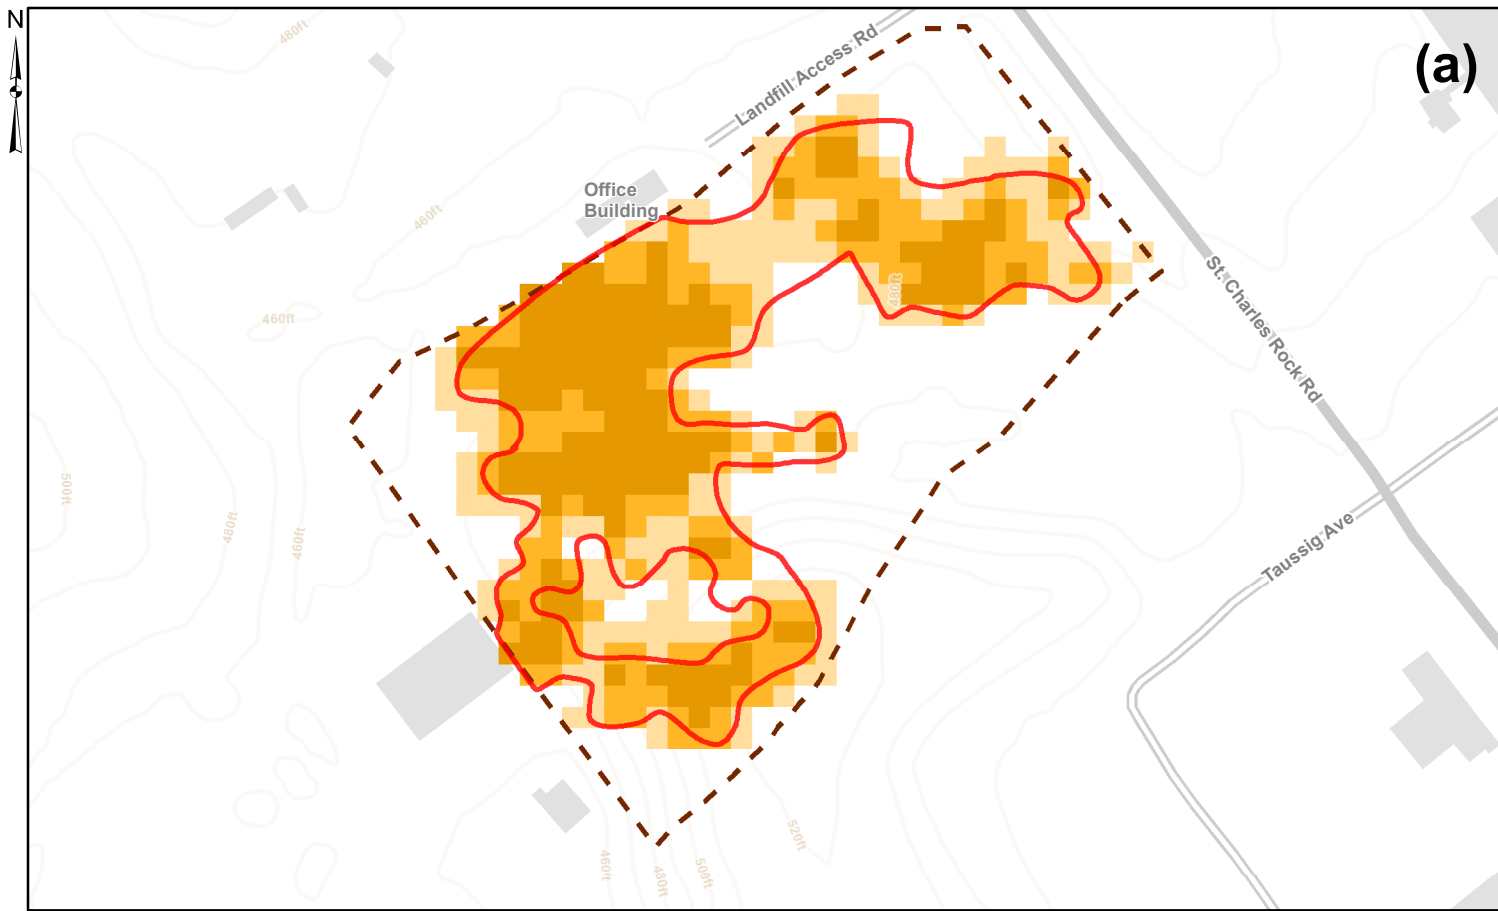 N
(a)
480ft
Landfill Access Rd
Office
Building
460ft
480ft
460ft
St. Charles Rock Rd
500ft
480ft
460ft
Taussig Ave
520ft
460ft
480ft
500ft